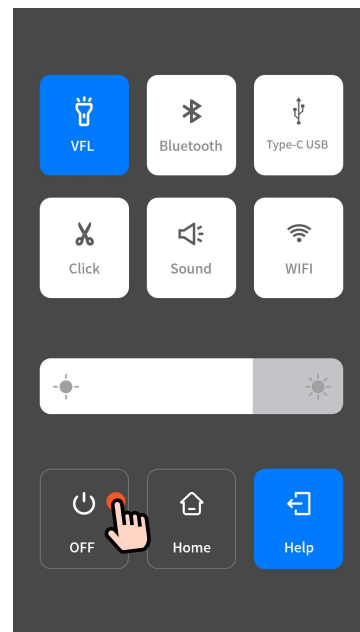 VFL
Bluetooth
Type-C USB
Click
Sound
WIFI
OFF
Home
Help